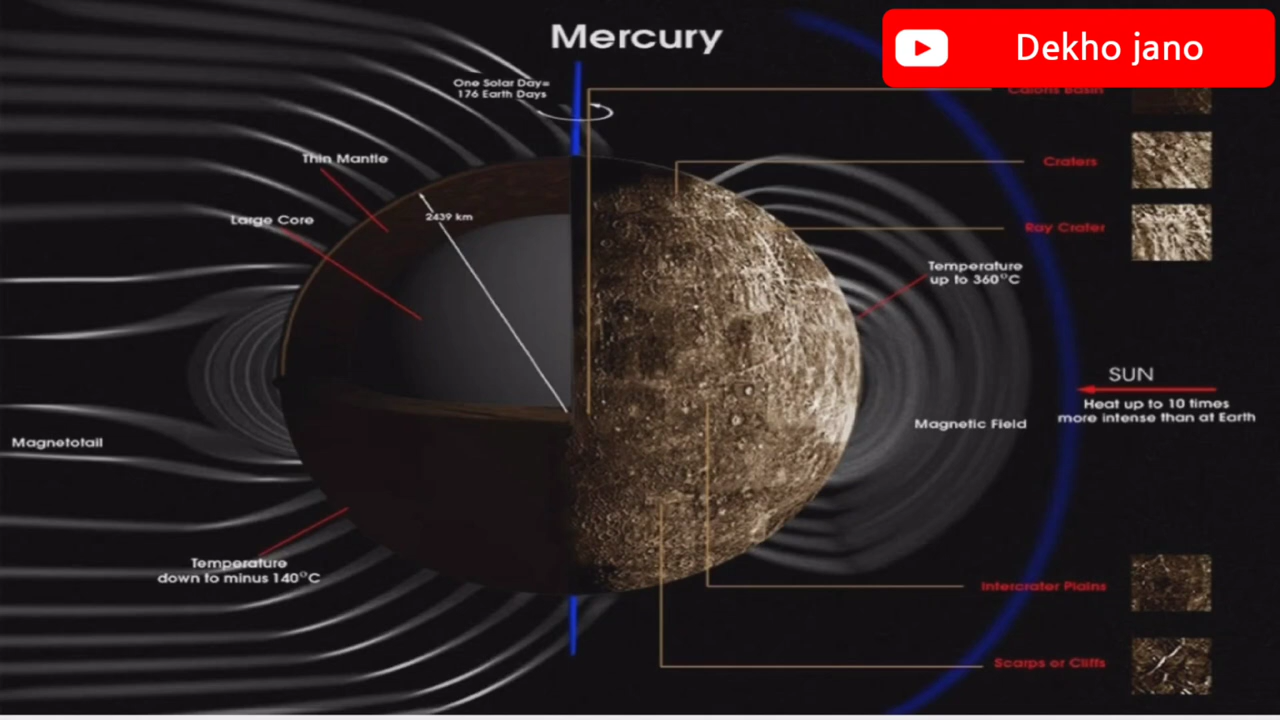 Mercury
Dekho jano
One Solar Day=
176 Earth Days
Caloris Basin
Thin Mantle
Craters
Large Core
2439 km
Ray Crater
Temperature
up to 360°C
SUN
Heat up to 10 times
more intense than at Earth
Magnetic Field
Magnetotail
Temperature
down to minus 140°C
Intercrater Plains
Scarps or Cliffs